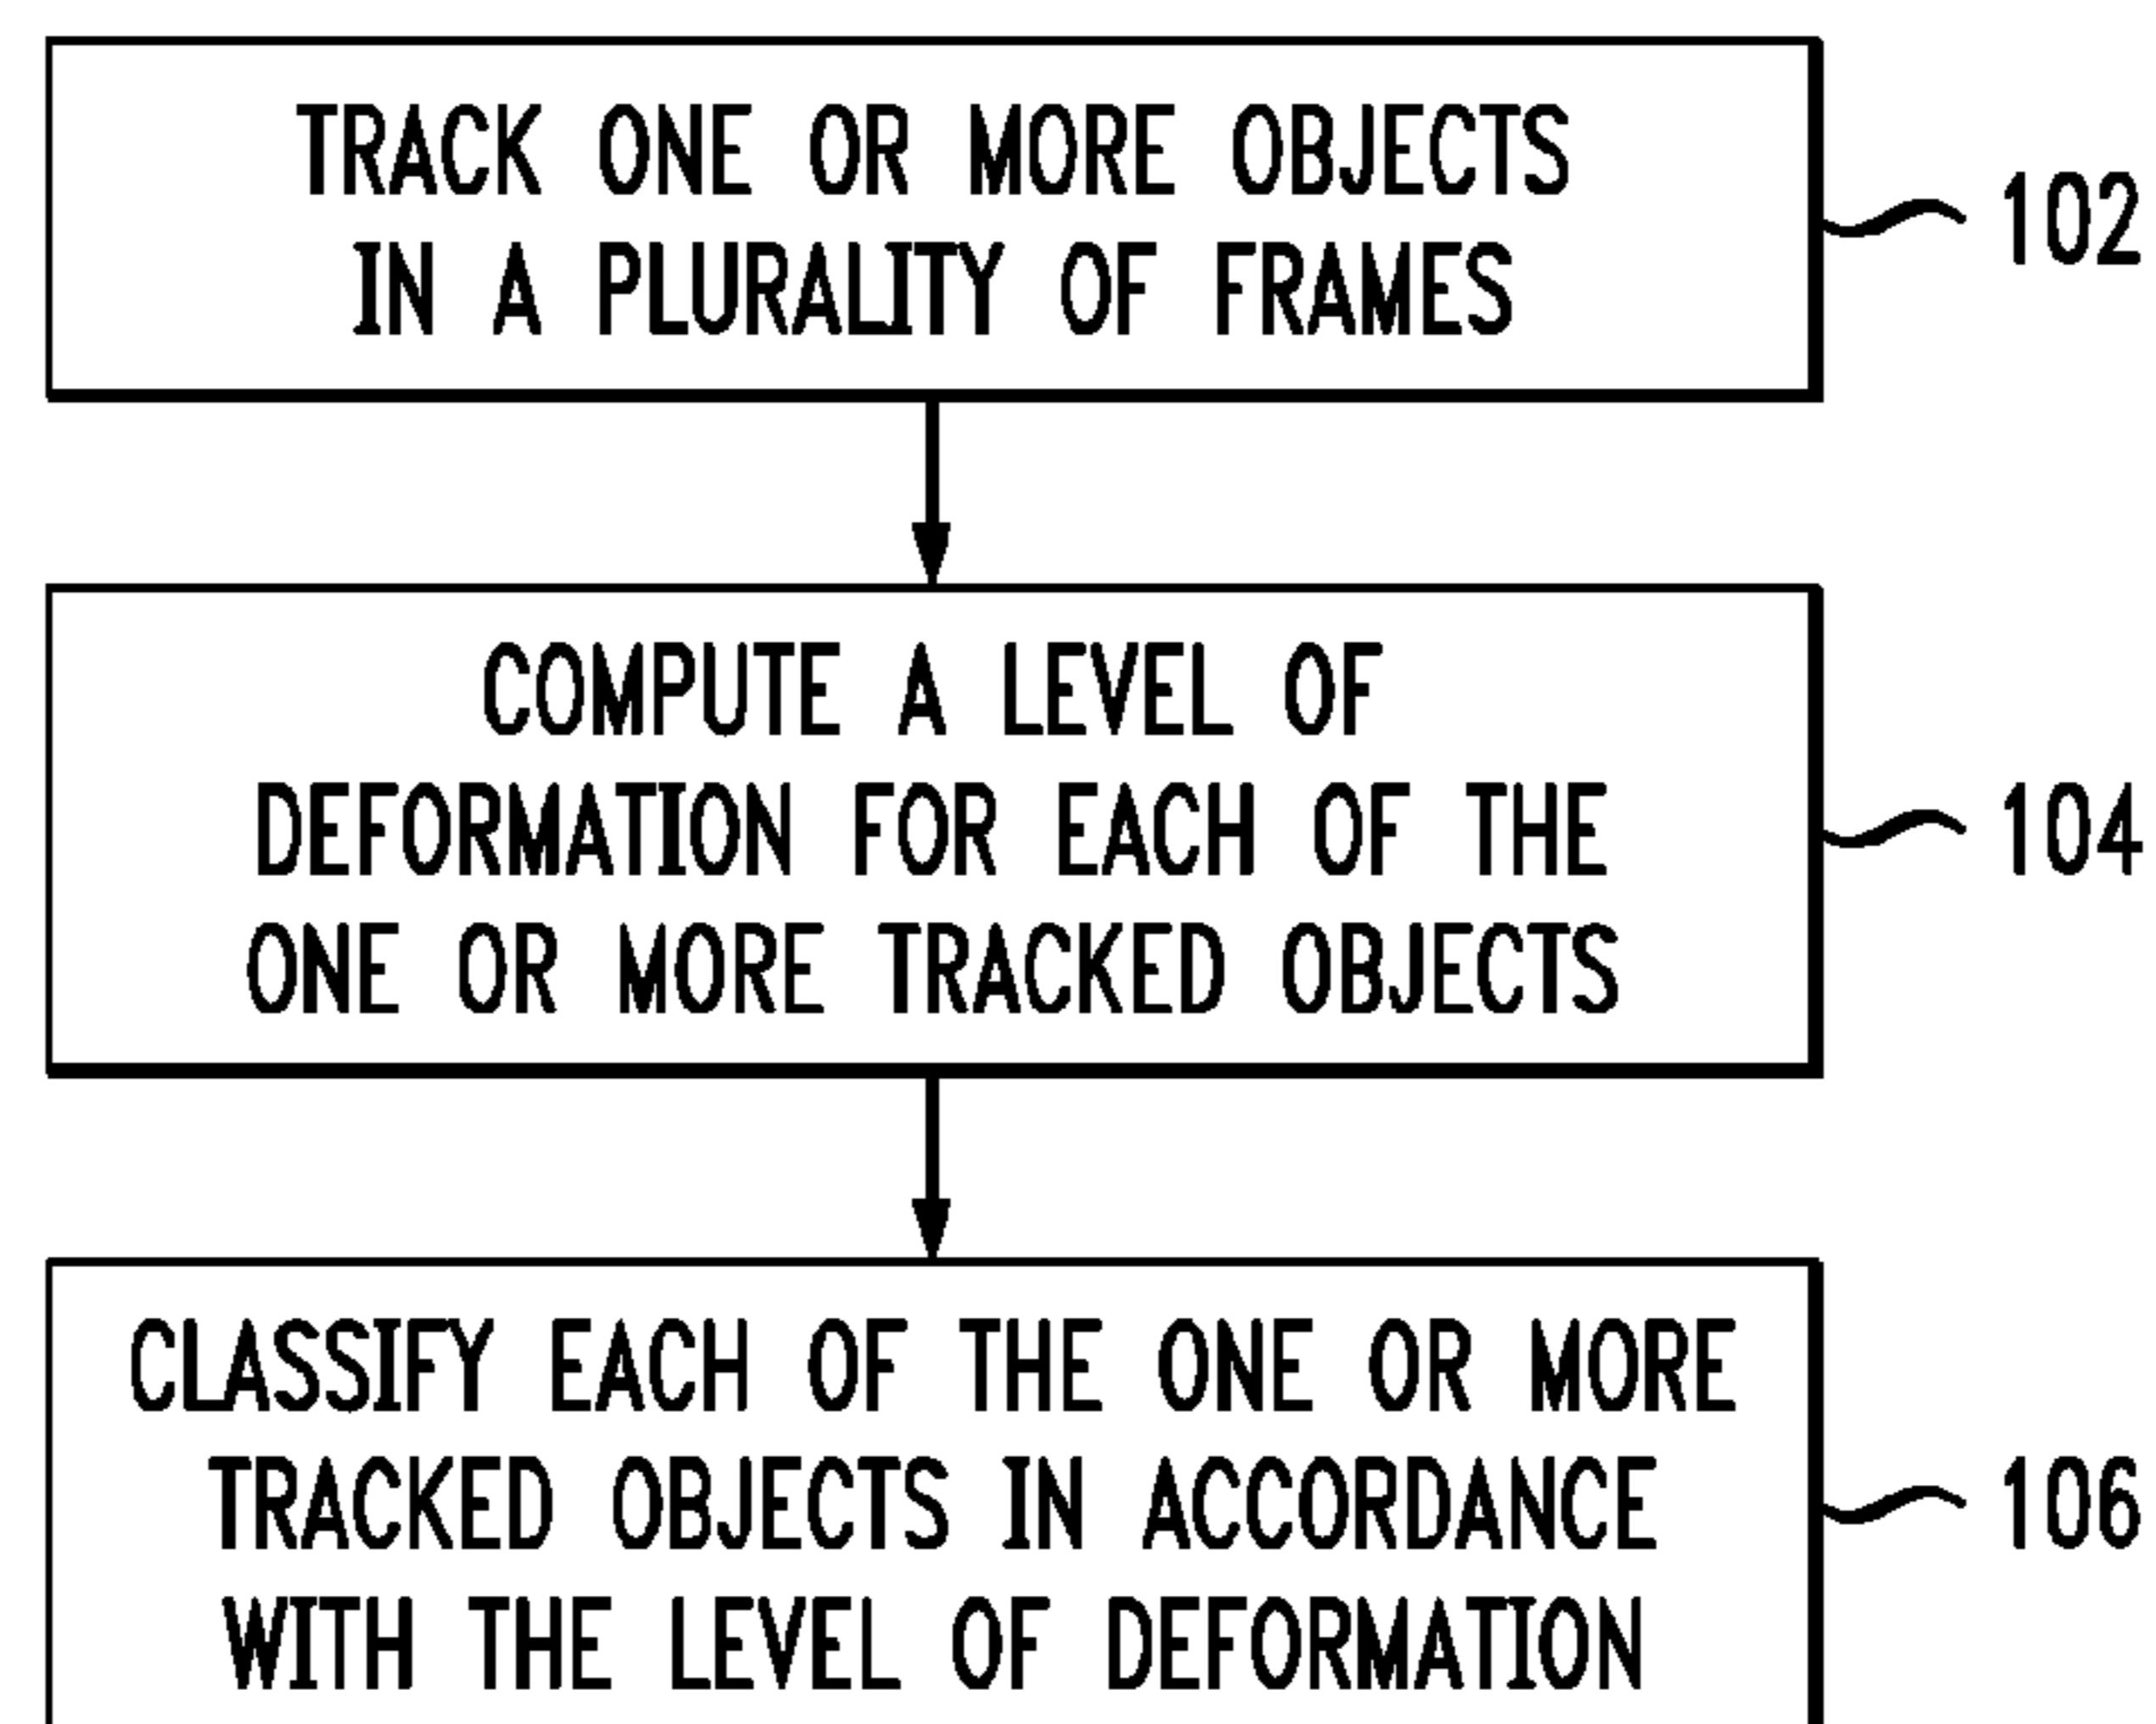 TRACK ONE OR MORE OBJECTS
IN A PLURALITY OF FRAMES
102
COMPUTE A LEVEL OF
DEFORMATION FOR EACH OF THE
ONE OR MORE TRACKED OBJECTS
104
CLASSIFY EACH OF THE ONE OR MORE
TRACKED OBJECTS IN ACCORDANCE
WITH THE LEVEL OF DEFORMATION
106